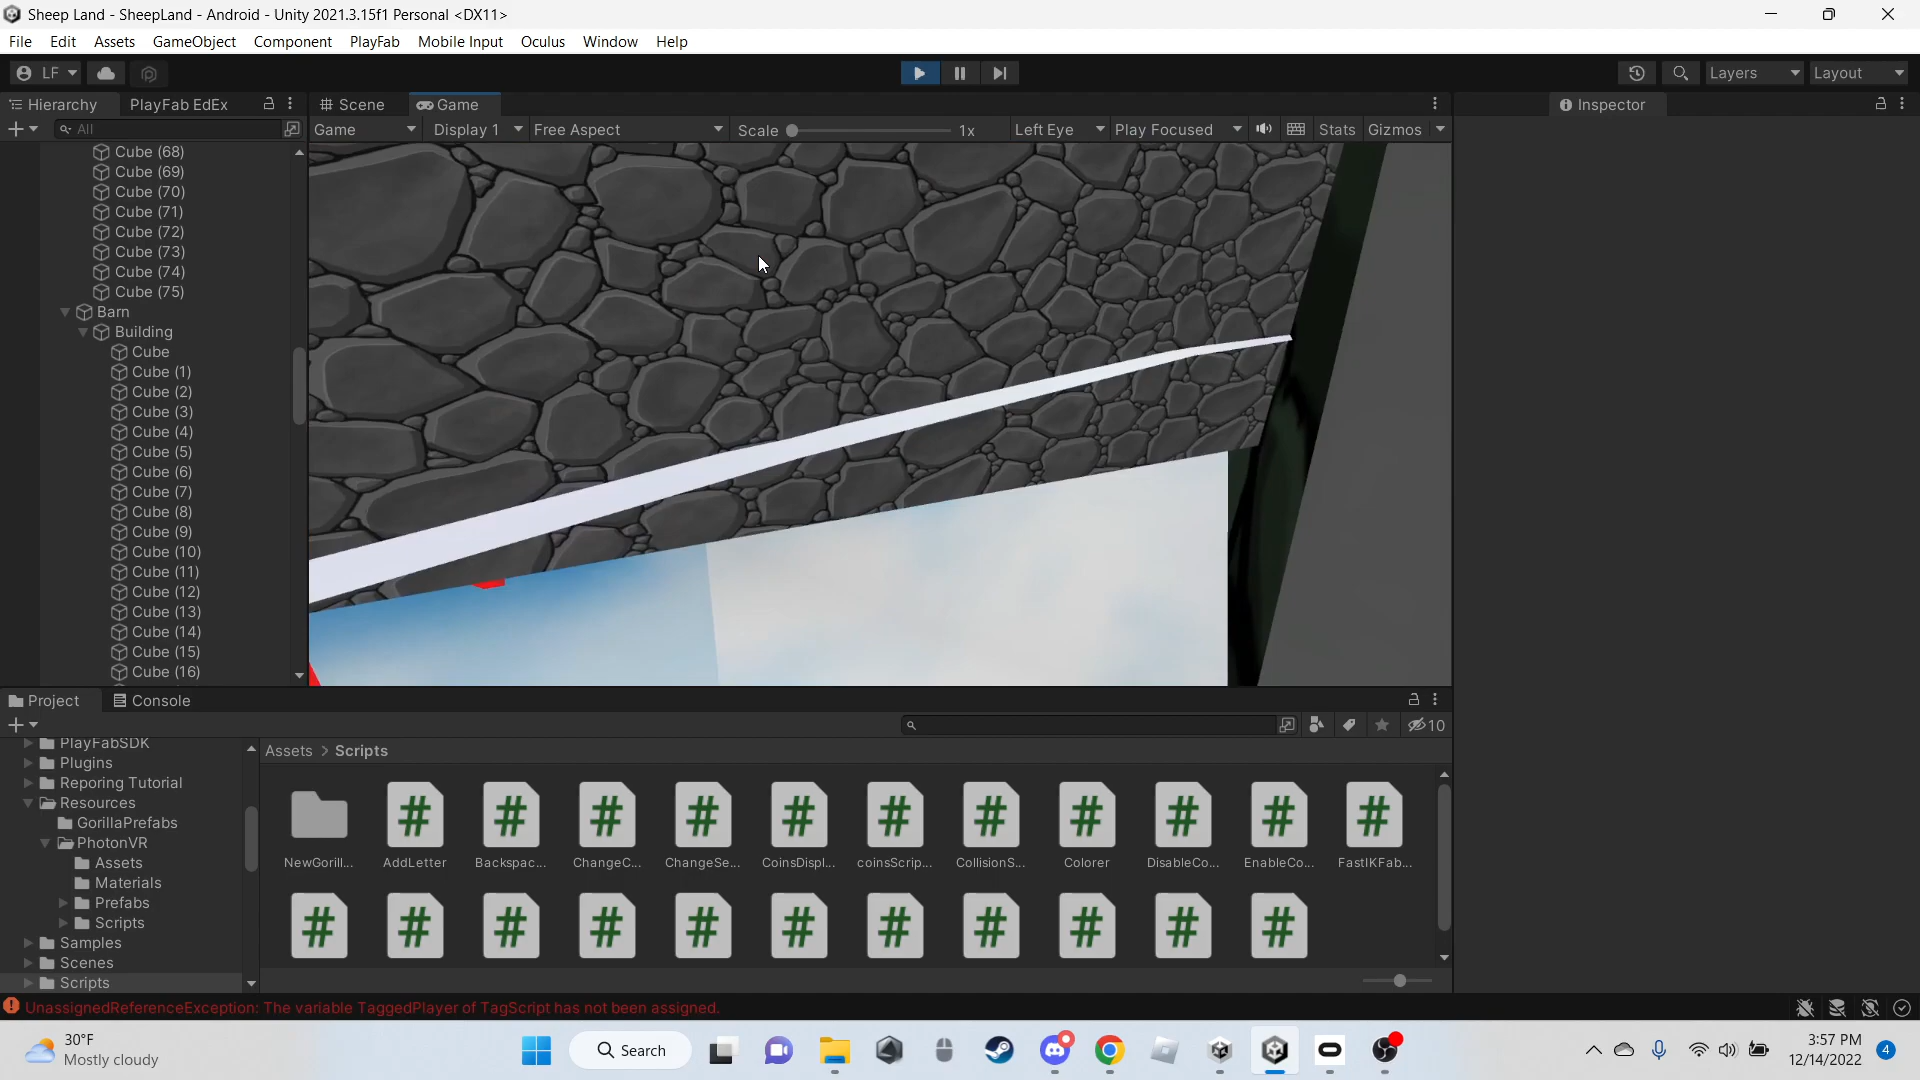 Sheep Land - SheepLand - Android - Unity 2021.3.15f1 Personal <DX11>
File Edit Assets GameObject Component PlayFab Mobile Input Oculus Window Help
LF Layers Layout
Hierarchy PlayFab EdEx Scene Game Inspector
All Game Display 1 Free Aspect Scale 1x Left Eye Play Focused Stats Gizmos
Cube (68)
Cube (69)
Cube (70)
Cube (71)
Cube (72)
Cube (73)
Cube (74)
Cube (75)
Barn
Building
Cube
Cube (1)
Cube (2)
Cube (3)
Cube (4)
Cube (5)
Cube (6)
Cube (7)
Cube (8)
Cube (9)
Cube (10)
Cube (11)
Cube (12)
Cube (13)
Cube (14)
Cube (15)
Cube (16)
Project Console
10
PlayFabSDK
Plugins
Reporing Tutorial
Resources
GorillaPrefabs
PhotonVR
Assets
Materials
Prefabs
Scripts
Samples
Scenes
Scripts
Assets > Scripts
NewGorill... AddLetter Backspac... ChangeC... ChangeSe... CoinsDispl... coinsScrip... CollisionS... Colorer DisableCo... EnableCo... FastIKFab...
UnassignedReferenceException: The variable TaggedPlayer of TagScript has not been assigned.
30°F
Mostly cloudy
Search
3:57 PM
12/14/2022
4